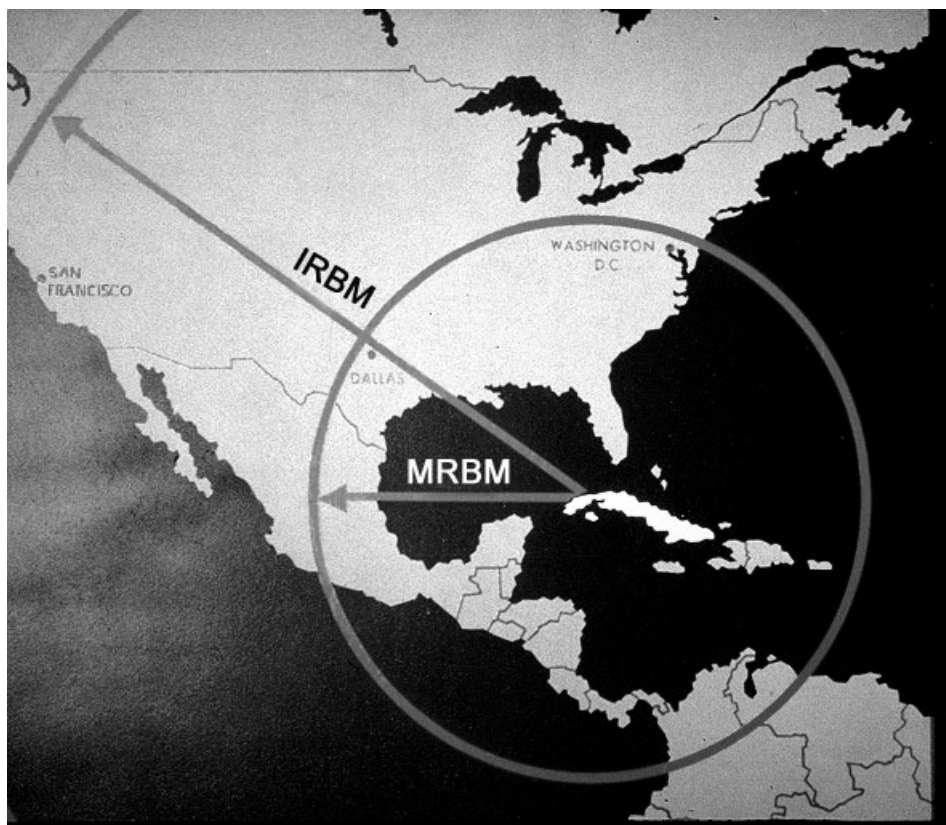 WASHINGTON
D.C
IRBM
SAN
FRANCISCO
DALLAS
MRBM